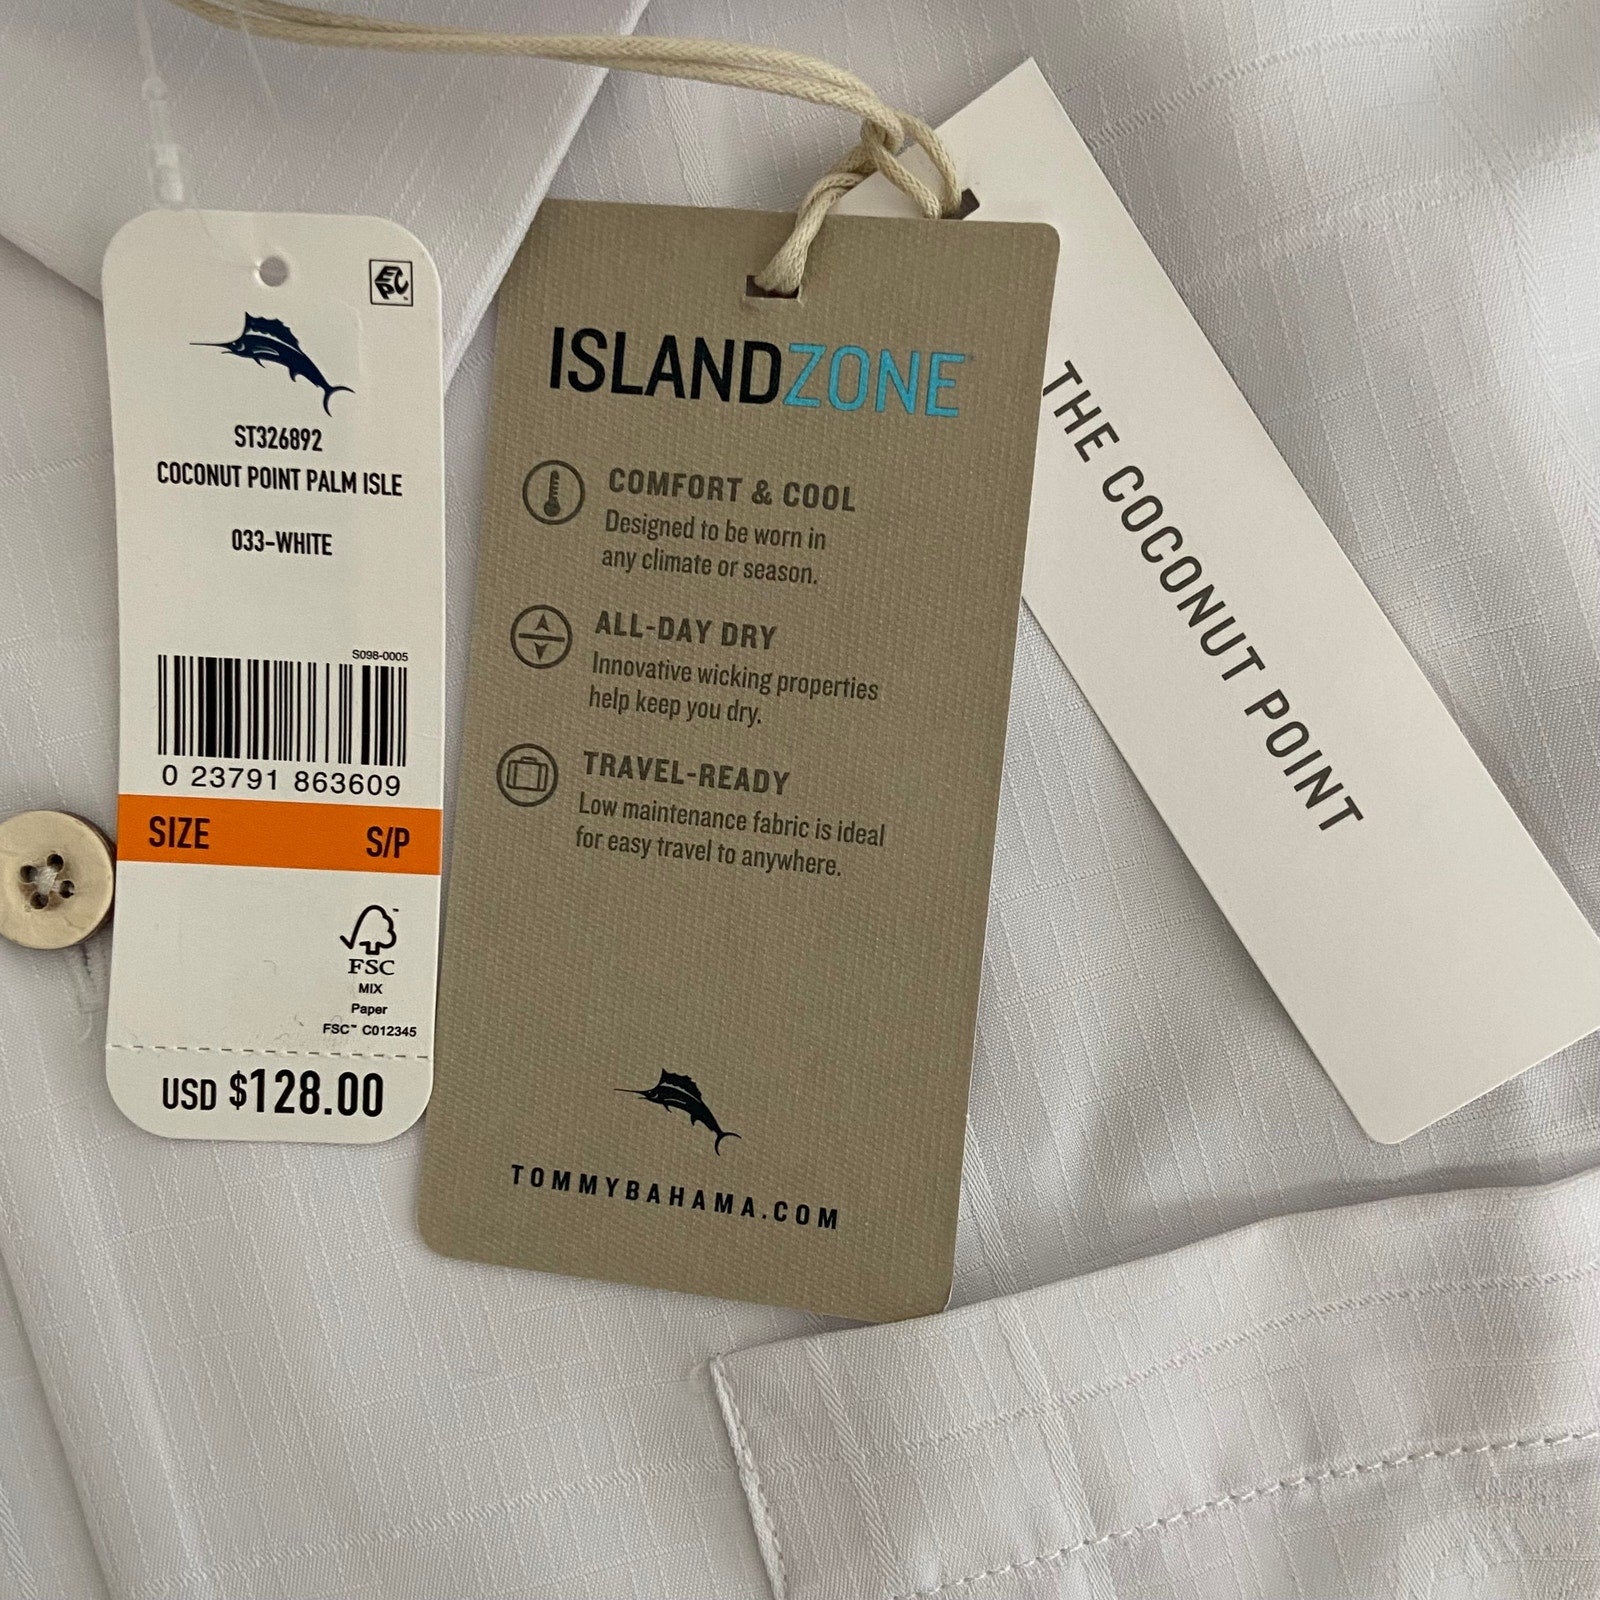 EPC
ST326892
COCONUT POINT PALM ISLE
033-WHITE
S098-0005
0 23791 863609
SIZE S/P
FSC™
MIX
Paper
FSC™ C012345
USD $128.00
ISLANDZONE
COMFORT & COOL
Designed to be worn in
any climate or season.
ALL-DAY DRY
Innovative wicking properties
help keep you dry.
TRAVEL-READY
Low maintenance fabric is ideal
for easy travel to anywhere.
TOMMYBAHAMA.COM
THE COCONUT POINT